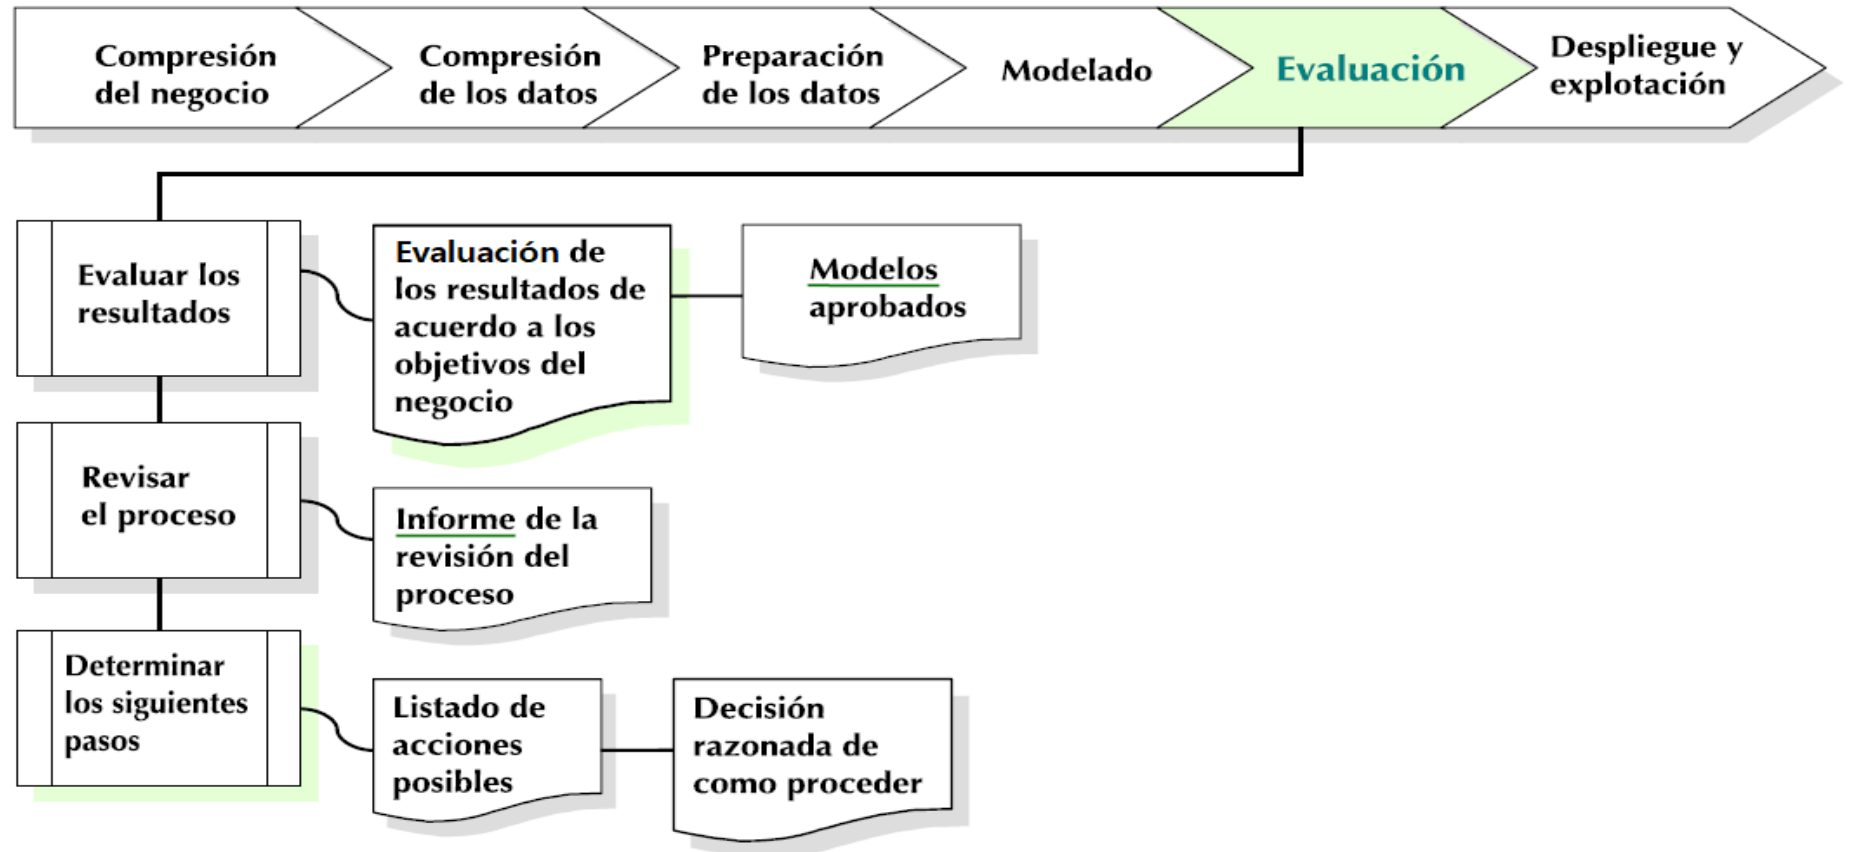 Compresión
del negocio
Compresión
de los datos
Preparación
de los datos
Modelado
Evaluación
Despliegue y
explotación
Evaluar los
resultados
Evaluación de
los resultados de
acuerdo a los
objetivos del
negocio
Modelos
aprobados
Revisar
el proceso
Informe de la
revisión del
proceso
Determinar
los siguientes
pasos
Listado de
acciones
posibles
Decisión
razonada de
como proceder